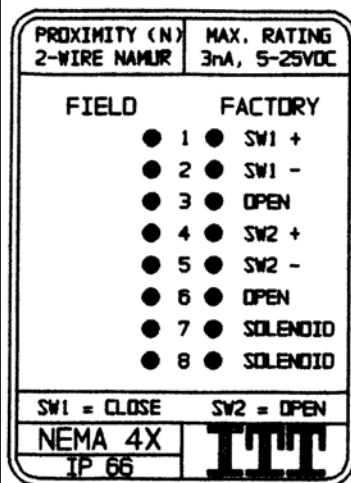 PROXIMITY (N) MAX. RATING
2-WIRE NAMUR 3mA, 5-25VDC
FIELD FACTORY
1 SW1 +
2 SW1 -
3 OPEN
4 SW2 +
5 SW2 -
6 OPEN
7 SOLENOID
8 SOLENOID
SW1 = CLOSE SW2 = OPEN
NEMA 4X ITT
IP 66